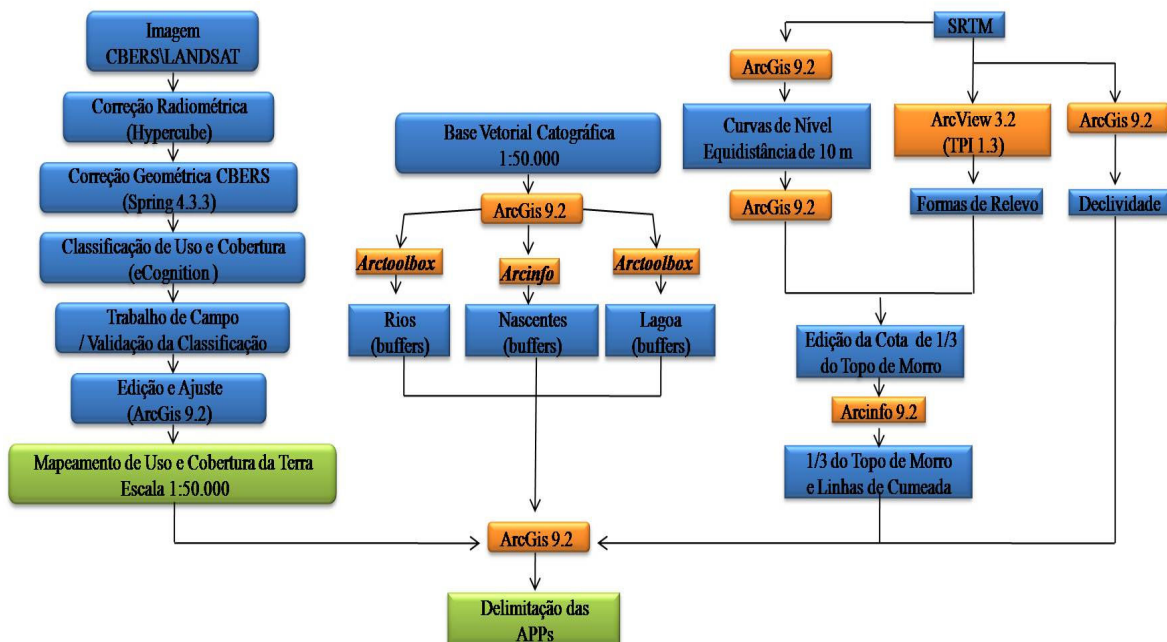 Imagem
CBERS\LANDSAT
Correção Radiométrica
(Hypercube)
Correção Geométrica CBERS
(Spring 4.3.3)
Classificação de Uso e Cobertura
(eCognition )
Trabalho de Campo
/ Validação da Classificação
Edição e Ajuste
(ArcGis 9.2)
Mapeamento de Uso e Cobertura da Terra
Escala 1:50.000
Base Vetorial Catográfica
1:50.000
ArcGis 9.2
Arctoolbox
Arcinfo
Arctoolbox
Rios
(buffers)
Nascentes
(buffers)
Lagoa
(buffers)
SRTM
ArcGis 9.2
Curvas de Nível
Equidistância de 10 m
ArcGis 9.2
ArcView 3.2
(TPI 1.3)
Formas de Relevo
ArcGis 9.2
Declividade
Edição da Cota de 1/3
do Topo de Morro
Arcinfo 9.2
1/3 do Topo de Morro
e Linhas de Cumeada
ArcGis 9.2
Delimitação das
APPs